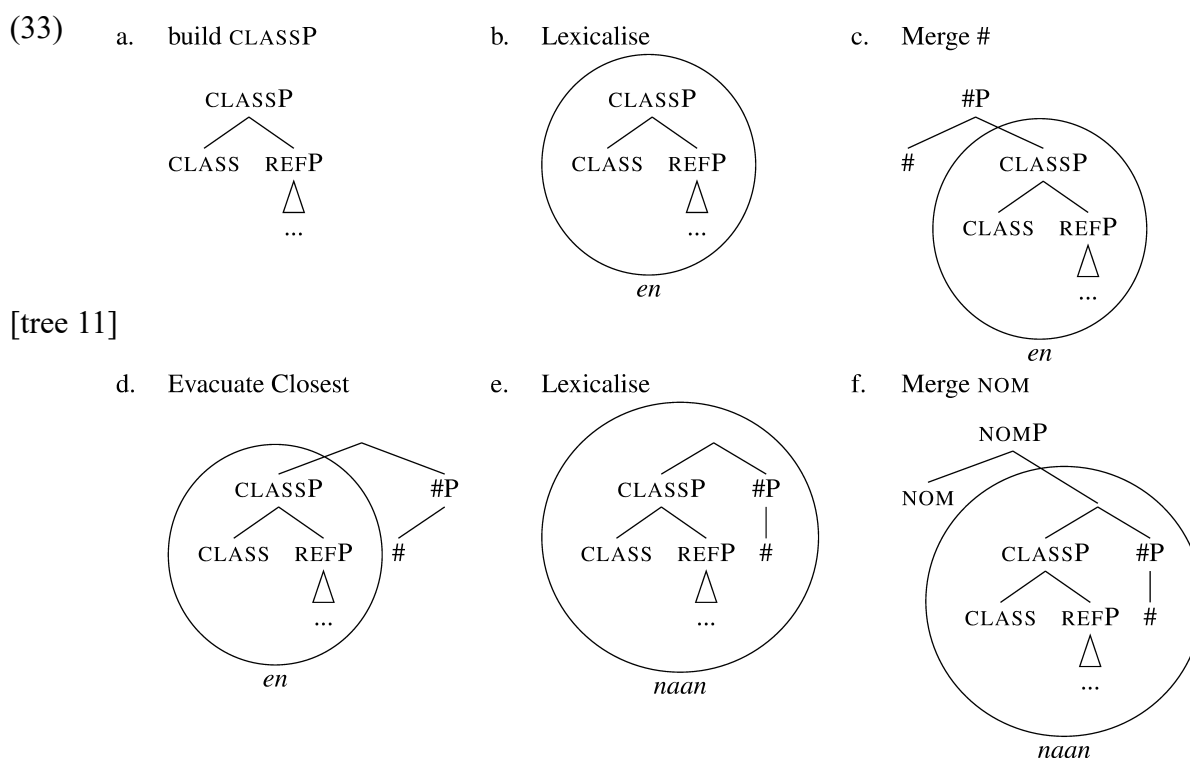 (33) a. build CLASSP b. Lexicalise c. Merge #
CLASSP CLASSP #P
CLASS REFP CLASS REFP # CLASSP
... ... CLASS REFP
en ...
[tree 11]
en
d. Evacuate Closest e. Lexicalise f. Merge NOM
NOMP
CLASSP #P CLASSP #P NOM
CLASS REFP # CLASS REFP # CLASSP #P
... ... CLASS REFP #
en naan ...
naan